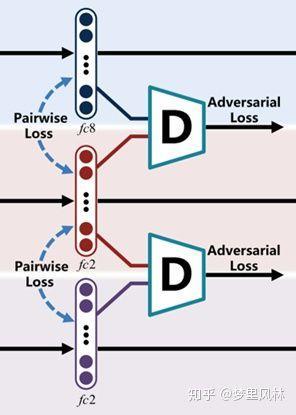 fc8
Pairwise
Loss
D
Adversarial
Loss
fc2
Pairwise
Loss
D
Adversarial
Loss
fc2
知乎 @梦里风林